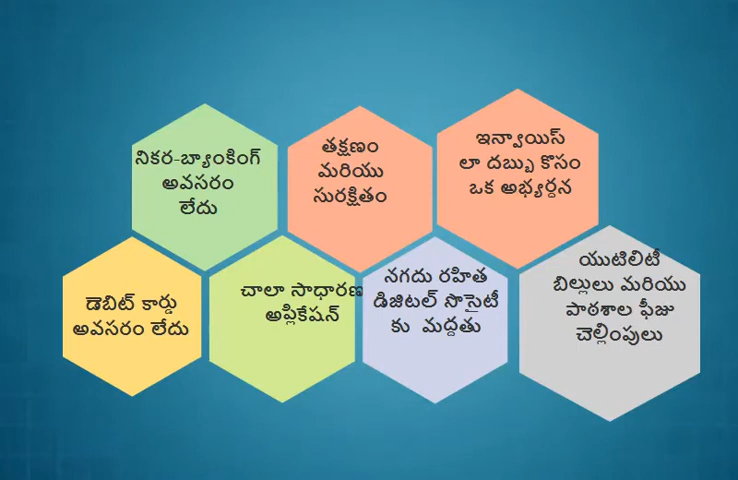 నికర-బ్యాంకింగ్
అవసరం
లేదు
తక్షణం
మరియు
సురక్షితం
ఇన్వాయిస్
లా దబ్బు కొసం
ఒక అభ్యర్దన
డెబిట్ కార్డు
అవసరం లేదు
చాలా సాధారణ
అప్లికేషన్
నగదు రహిత
డిజిటల్ సొసైటీ
కు మద్దతు
యుటిలిటీ
బిల్లులు మరియు
పాఠశాల ఫీజు
చెల్లింపులు